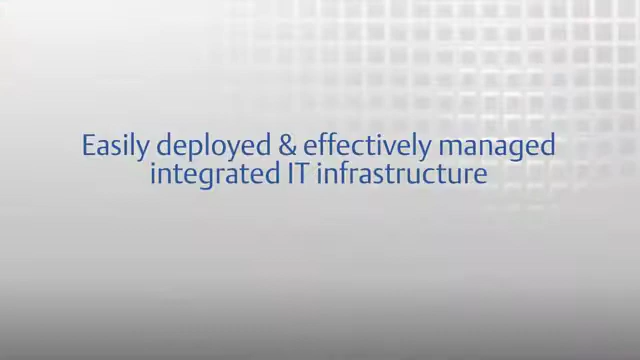 Easily deployed & effectively managed
integrated IT infrastructure